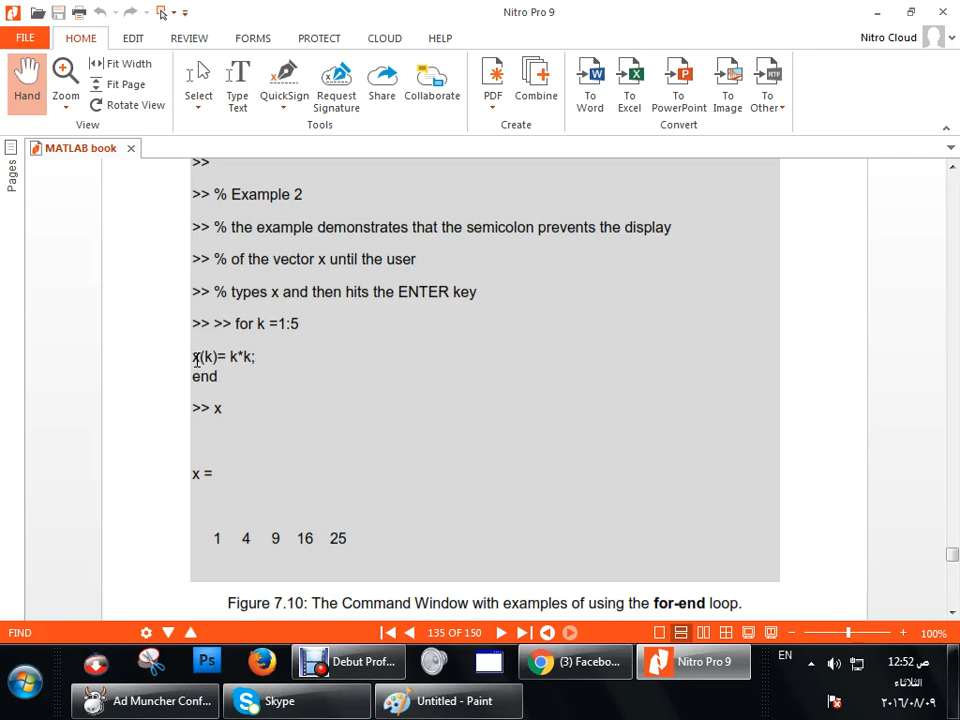 Nitro Pro 9
FILE
HOME
EDIT
REVIEW
FORMS
PROTECT
CLOUD
HELP
Nitro Cloud
Hand
Zoom
Fit Width
Fit Page
Rotate View
View
Select
Type Text
QuickSign
Request Signature
Share
Collaborate
Tools
PDF
Combine
Create
To Word
To Excel
To PowerPoint
To Image
To Other
Convert
Pages
MATLAB book
>>
>> % Example 2
>> % the example demonstrates that the semicolon prevents the display
>> % of the vector x until the user
>> % types x and then hits the ENTER key
>> >> for k =1:5
x(k)= k*k;
end
>> x
x =
1 4 9 16 25
Figure 7.10: The Command Window with examples of using the for-end loop.
FIND
135 OF 150
100%
Ps
Debut Prof...
(3) Facebo...
Nitro Pro 9
EN
12:52 ص
الثلاثاء
٢٠١٦/٠٨/٠٩
Ad Muncher Conf...
Skype
Untitled - Paint